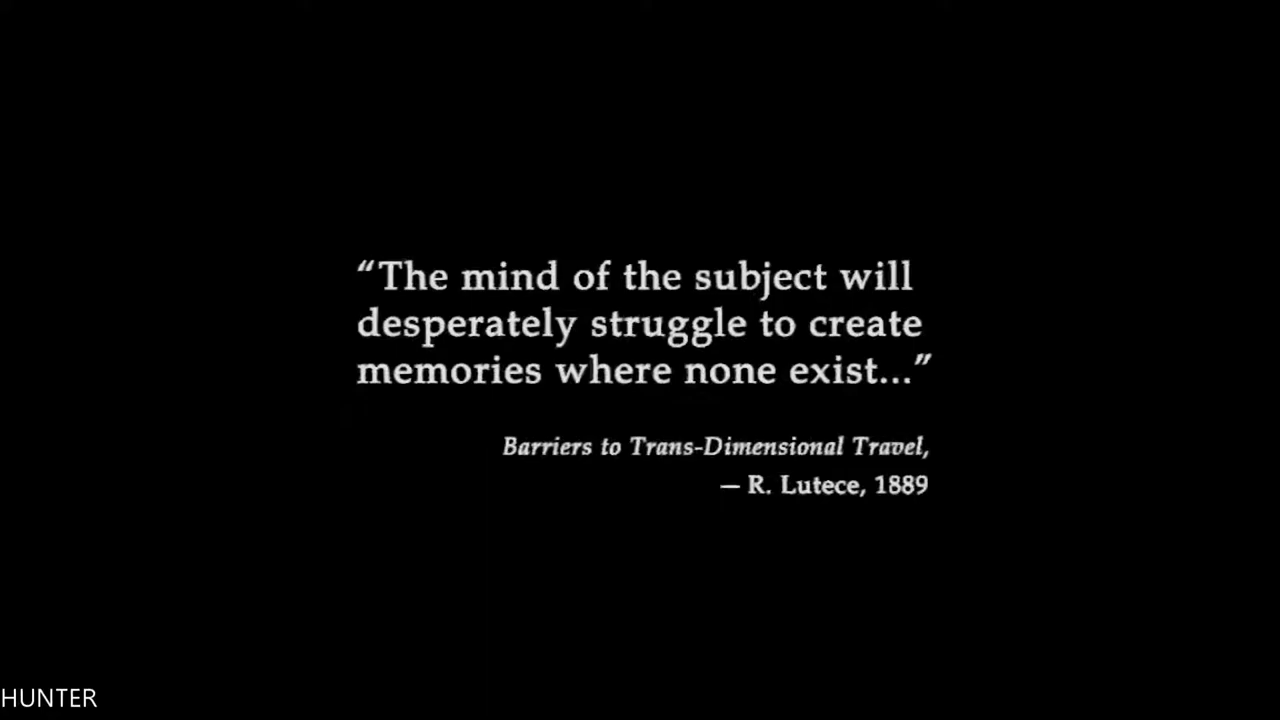 “The mind of the subject will
desperately struggle to create
memories where none exist...”
Barriers to Trans-Dimensional Travel,
— R. Lutece, 1889
HUNTER